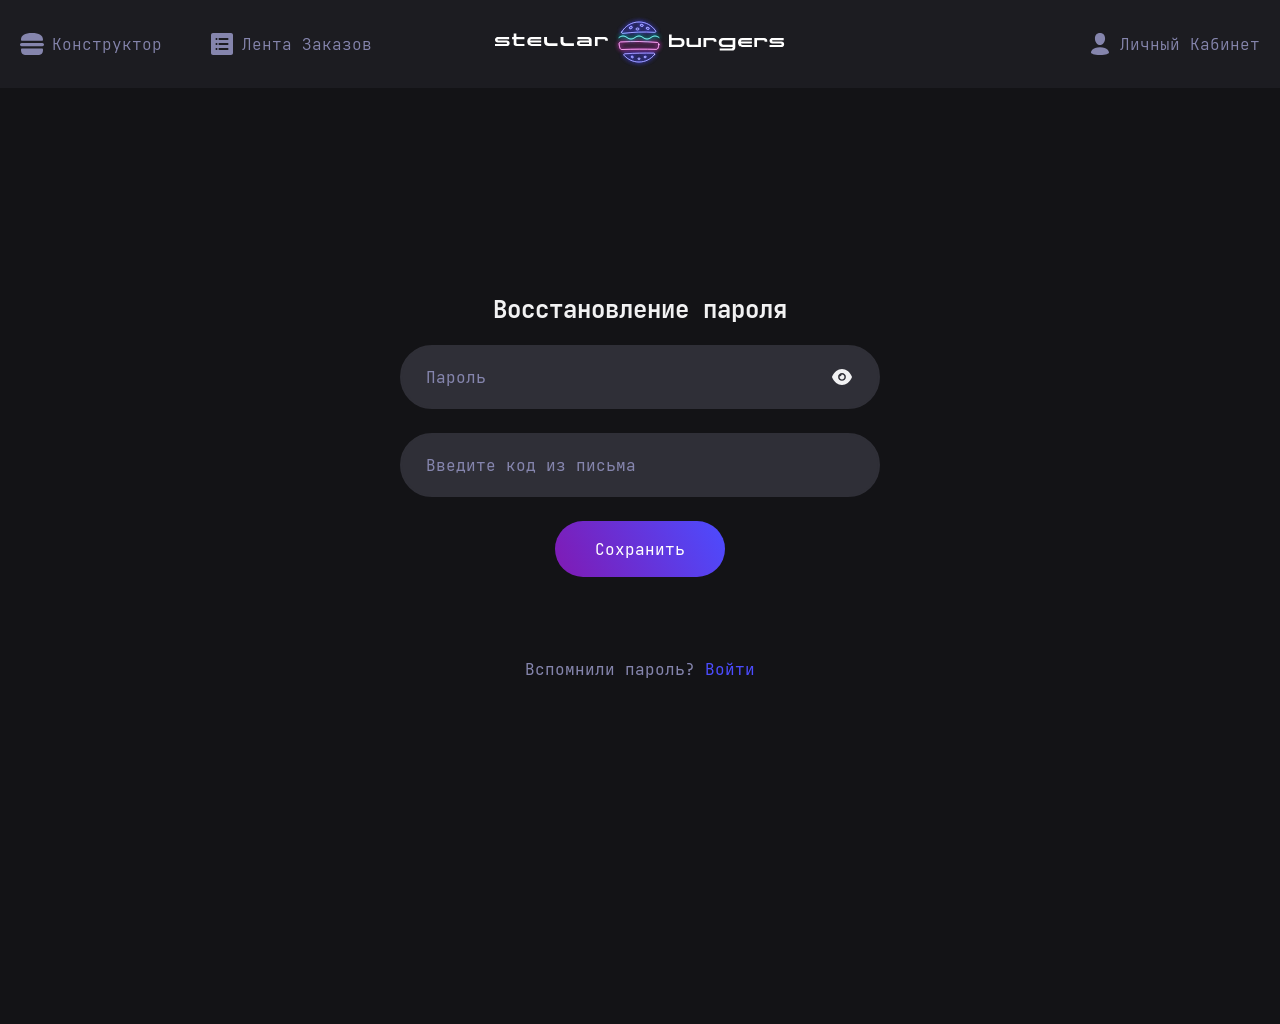 Конструктор
Лента Заказов
stellar burgers
Личный Кабинет
Восстановление пароля
Пароль
Введите код из письма
Сохранить
Вспомнили пароль? Войти